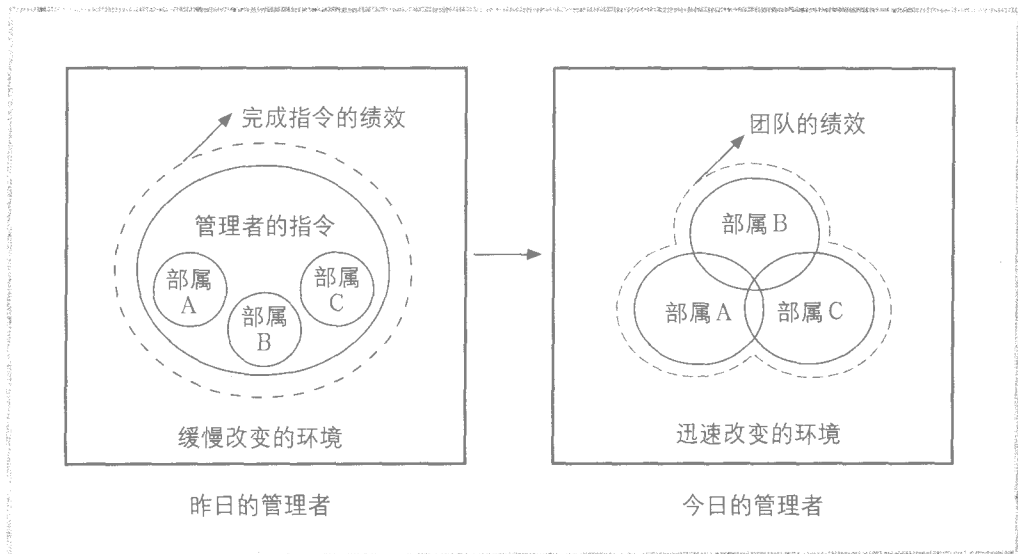 完成指令的绩效
管理者的指令
部属
A
部属
B
部属
C
缓慢改变的环境
昨日的管理者
团队的绩效
部属B
部属A
部属C
迅速改变的环境
今日的管理者